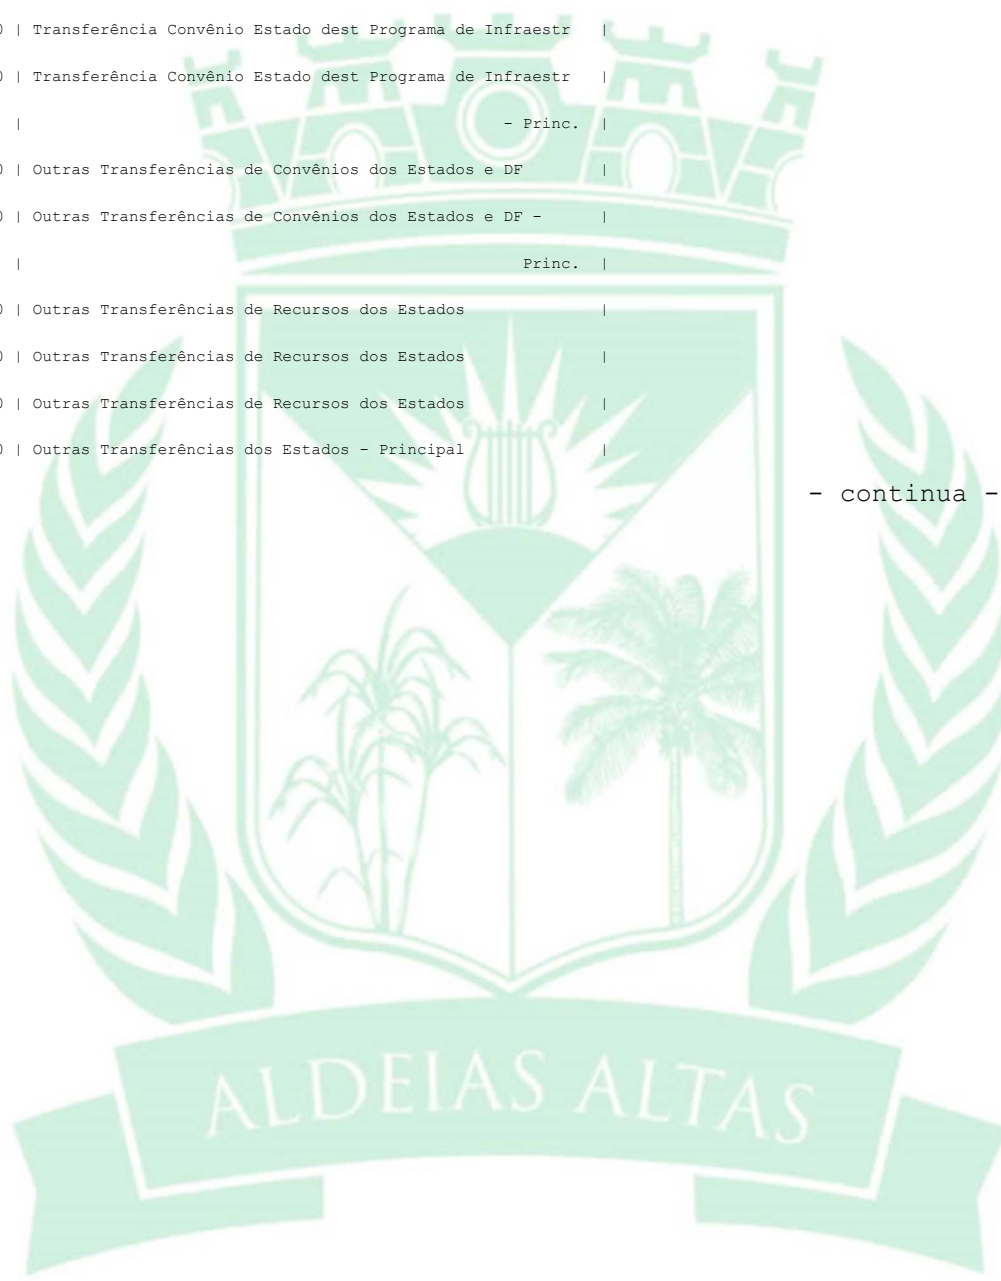 0 | Transferência Convênio Estado dest Programa de Infraestr |
0 | Transferência Convênio Estado dest Programa de Infraestr |
| - Princ. |
0 | Outras Transferências de Convênios dos Estados e DF |
0 | Outras Transferências de Convênios dos Estados e DF - |
| Princ. |
0 | Outras Transferências de Recursos dos Estados |
0 | Outras Transferências de Recursos dos Estados |
0 | Outras Transferências de Recursos dos Estados |
0 | Outras Transferências dos Estados - Principal |
- continua -
ALDEIAS ALTAS